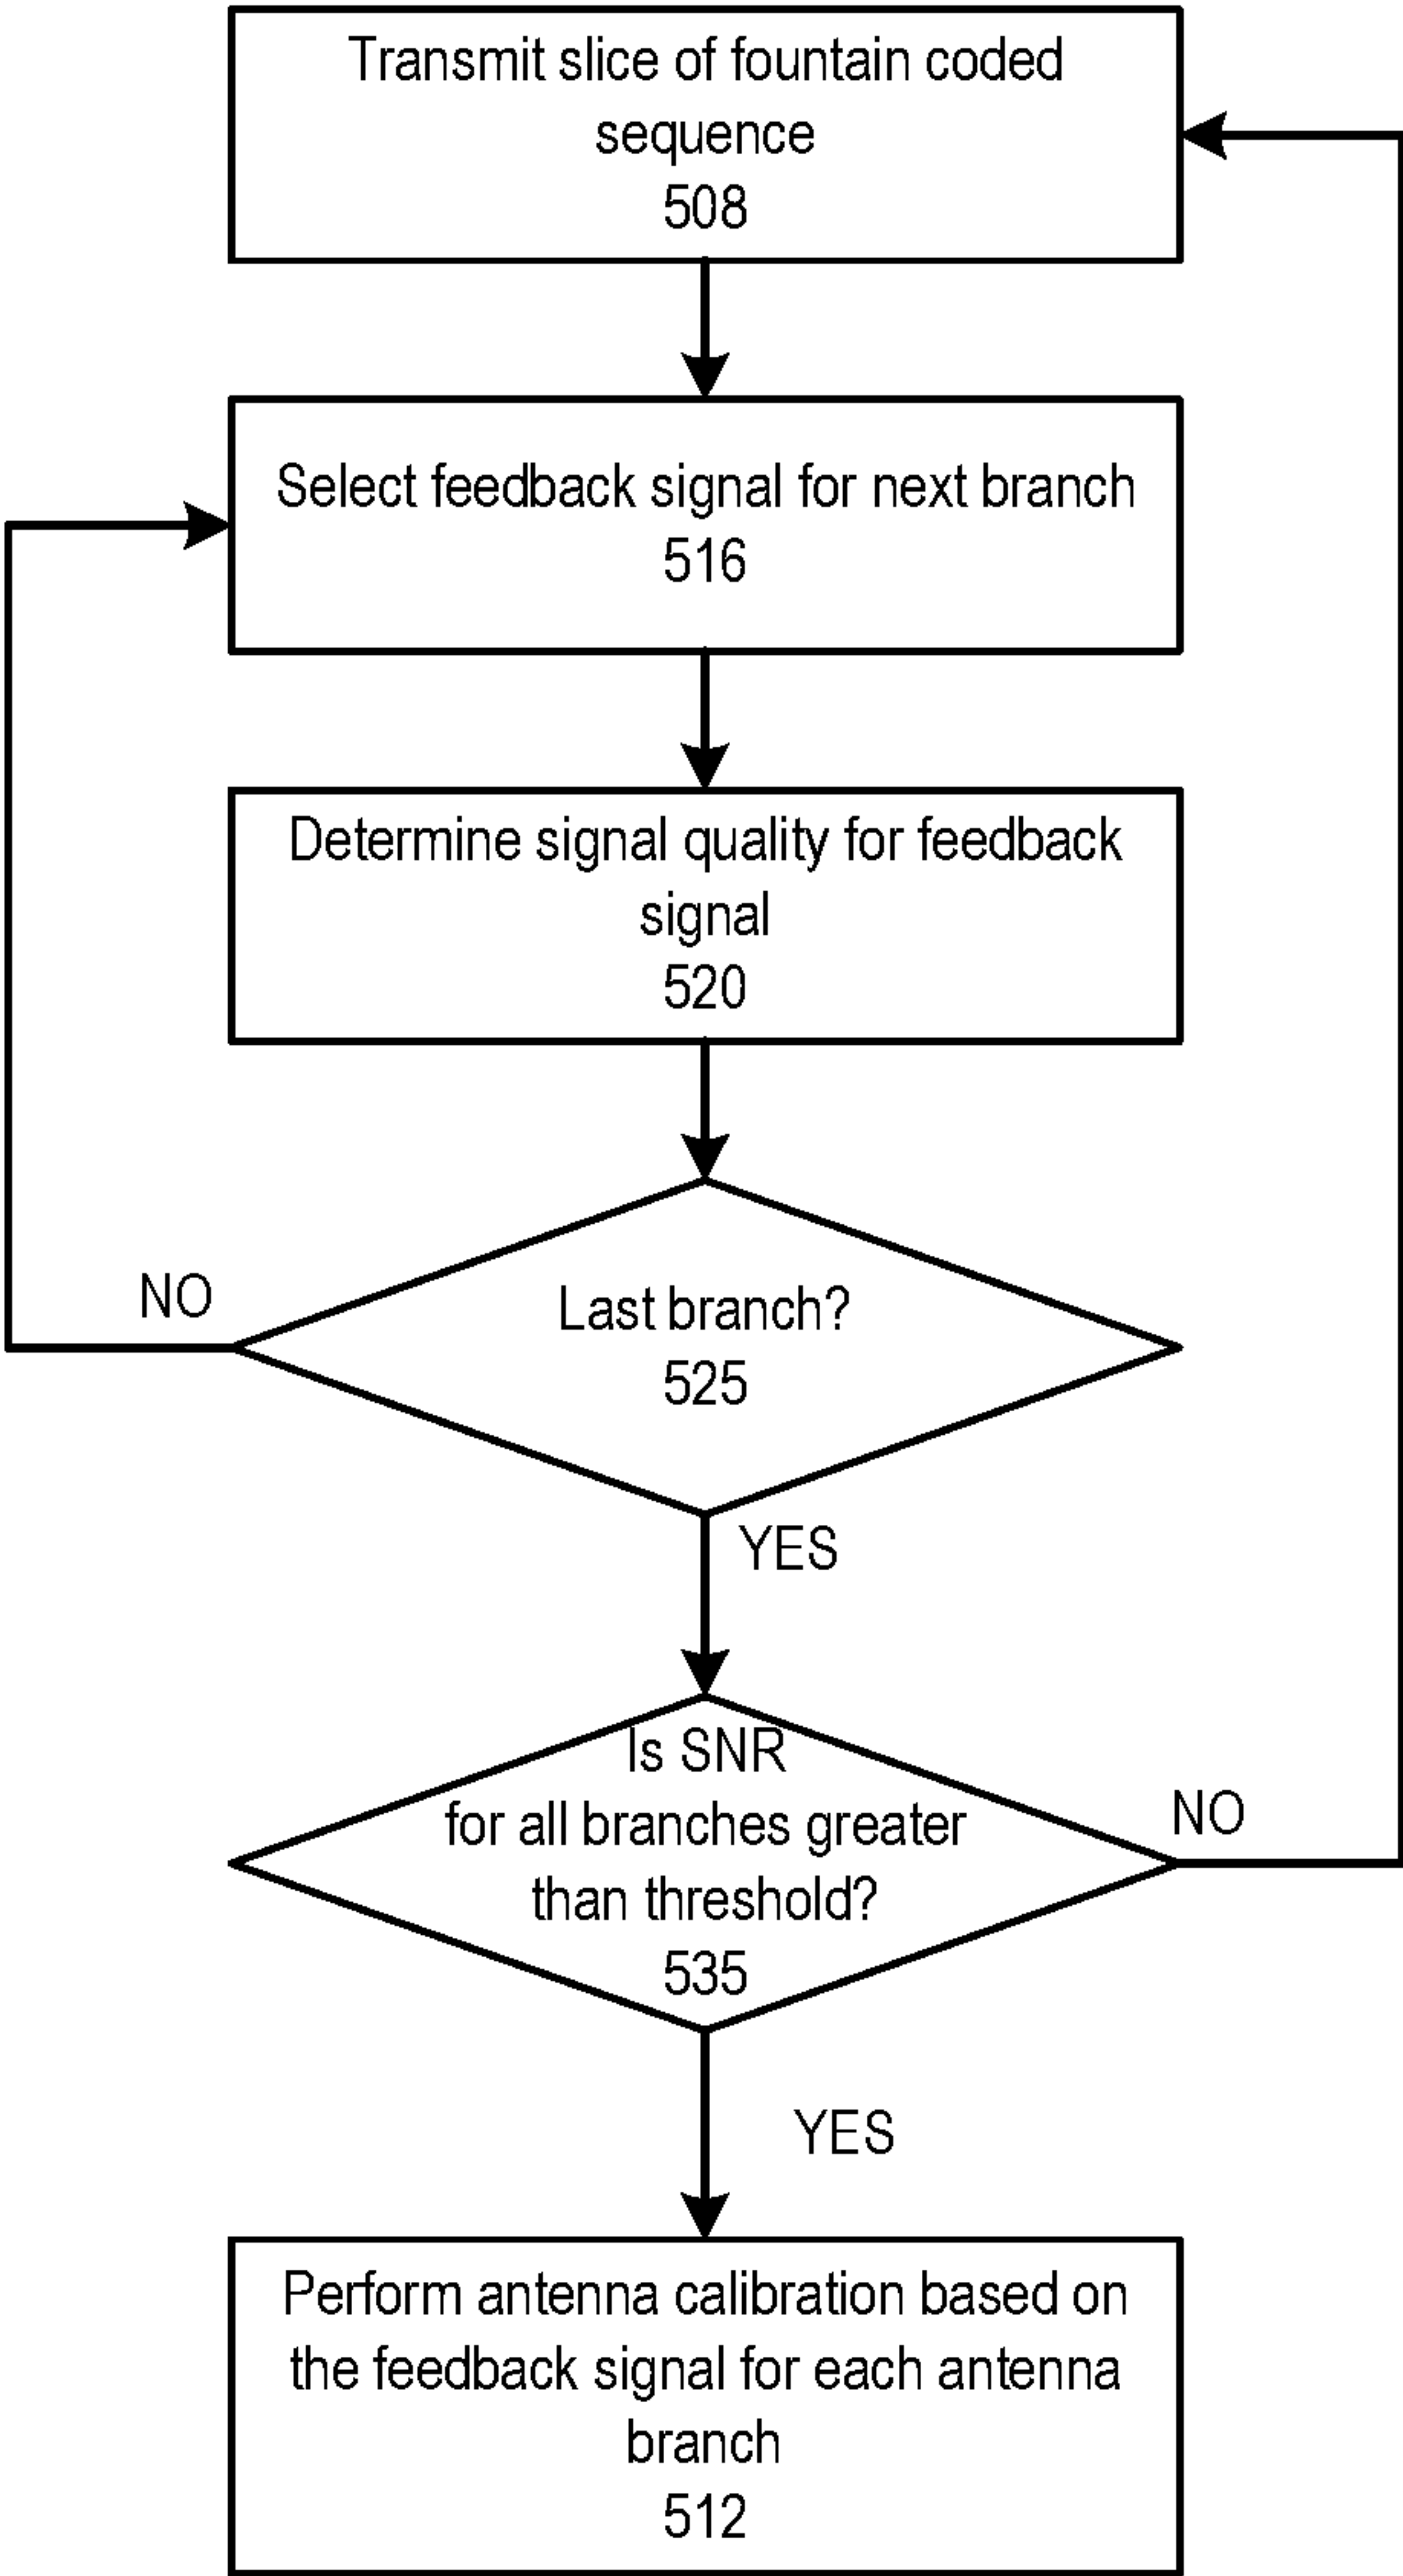 Transmit slice of fountain coded
sequence
508
Select feedback signal for next branch
516
Determine signal quality for feedback
signal
520
NO
Last branch?
525
YES
Is SNR
for all branches greater
than threshold?
535
NO
YES
Perform antenna calibration based on
the feedback signal for each antenna
branch
512